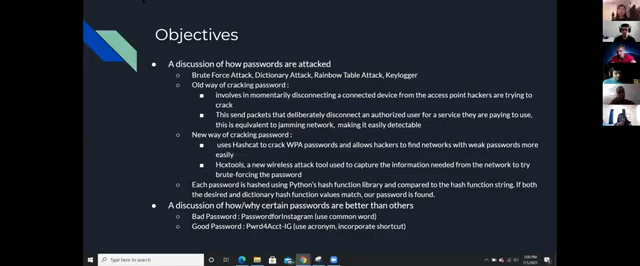 Objectives
● A discussion of how passwords are attacked
○ Brute Force Attack, Dictionary Attack, Rainbow Table Attack, Keylogger
○ Old way of cracking password :
■ involves in momentarily disconnecting a connected device from the access point hackers are trying to
crack
■ This send packets that deliberately disconnect an authorized user for a service they are paying to use,
this is equivalent to jamming network, making it easily detectable
○ New way of cracking password :
■ uses Hashcat to crack WPA passwords and allows hackers to find networks with weak passwords more
easily
■ Hcxtools, a new wireless attack tool used to capture the information needed from the network to try
brute-forcing the password
○ Each password is hashed using Python's hash function library and compared to the hash function string. If both
the desired and dictionary hash function values match, our password is found.
● A discussion of how/why certain passwords are better than others
○ Bad Password : PasswordforInstagram (use common word)
○ Good Password : Pwrd4Acct-IG (use acronym, incorporate shortcut)
Type here to search